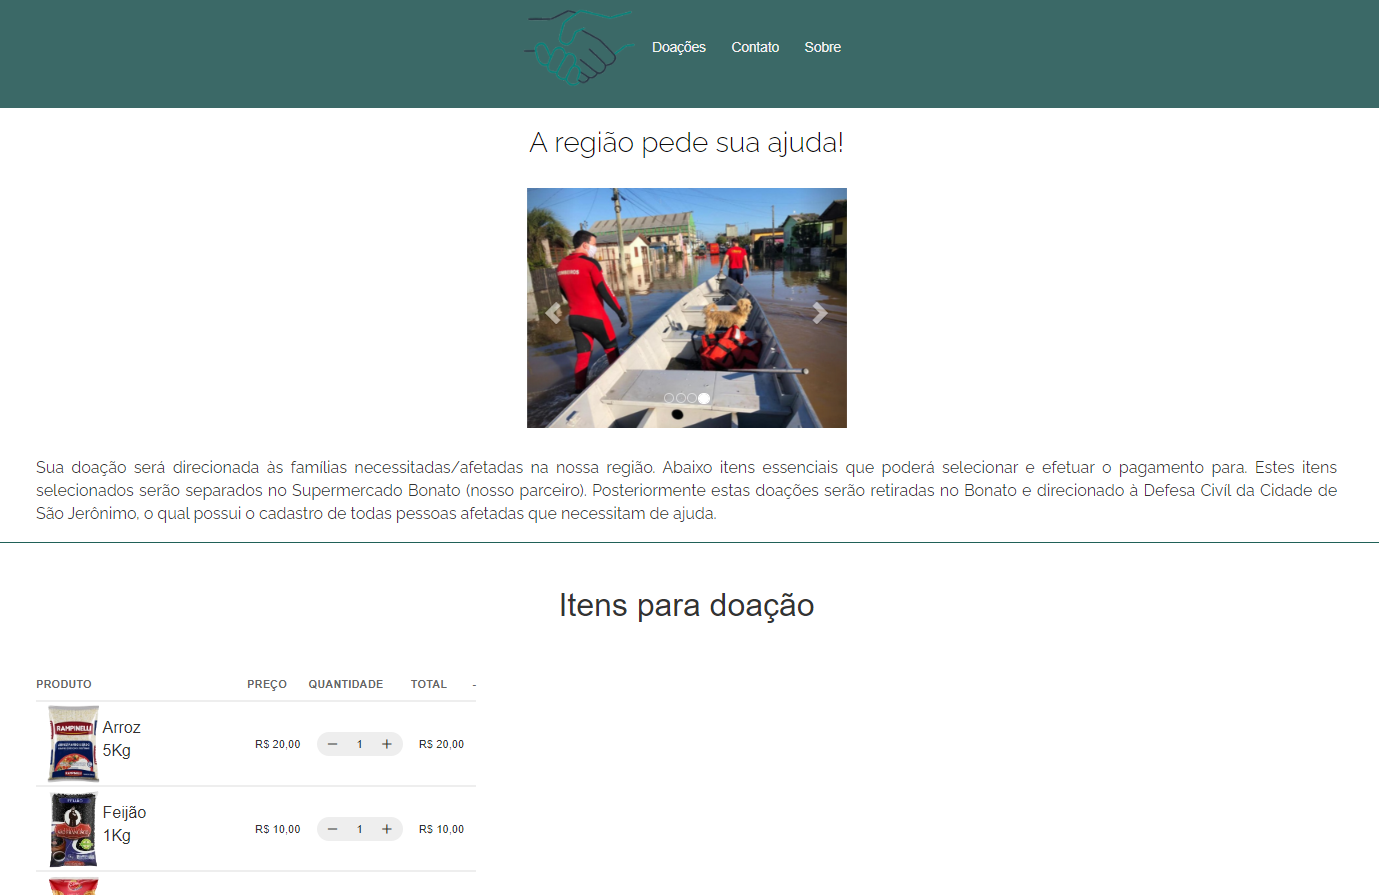 Doações Contato Sobre
A região pede sua ajuda!
BOMBEIROS
Sua doação será direcionada às famílias necessitadas/afetadas na nossa região. Abaixo itens essenciais que poderá selecionar e efetuar o pagamento para. Estes itens
selecionados serão separados no Supermercado Bonato (nosso parceiro). Posteriormente estas doações serão retiradas no Bonato e direcionado à Defesa Civíl da Cidade de
São Jerônimo, o qual possui o cadastro de todas pessoas afetadas que necessitam de ajuda.
Itens para doação
PRODUTO PREÇO QUANTIDADE TOTAL -
RAMPINELLI
Arroz
5Kg
R$ 20,00 − 1 + R$ 20,00
FEIJÃO
Feijão
1Kg
R$ 10,00 − 1 + R$ 10,00